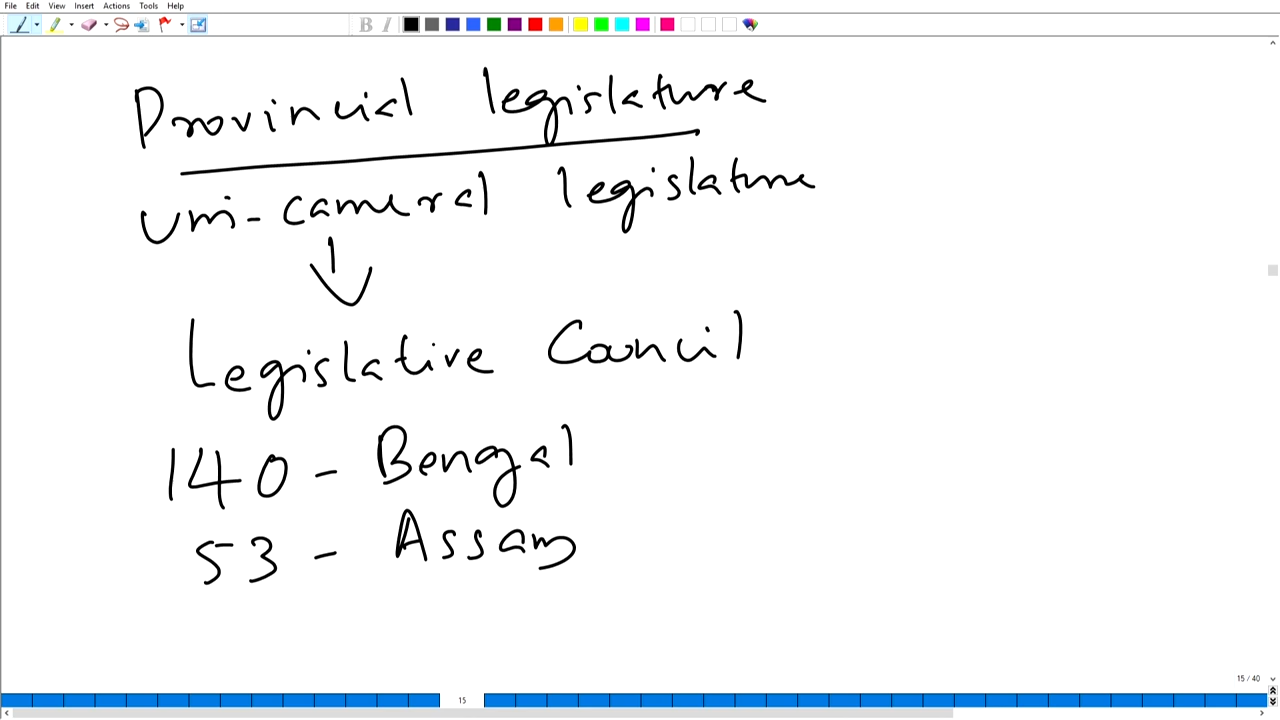 File Edit View Insert Actions Tools Help
B I
Provincial legislature
uni-cameral legislature
Legislative Council
140 - Bengal
53 - Assam
15 / 40
15